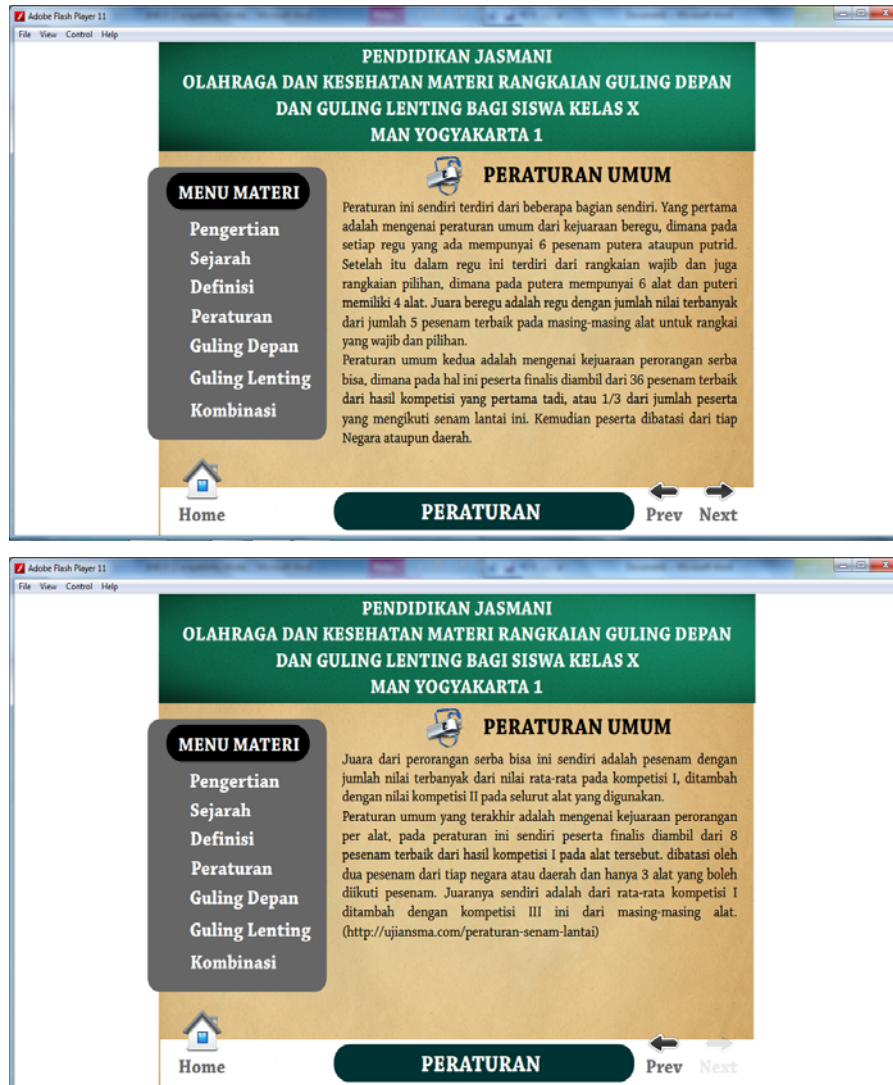 Adobe Flash Player 11
File View Control Help
PENDIDIKAN JASMANI
OLAHRAGA DAN KESEHATAN MATERI RANGKAIAN GULING DEPAN
DAN GULING LENTING BAGI SISWA KELAS X
MAN YOGYAKARTA 1
MENU MATERI
Pengertian
Sejarah
Definisi
Peraturan
Guling Depan
Guling Lenting
Kombinasi
PERATURAN UMUM
Peraturan ini sendiri terdiri dari beberapa bagian sendiri. Yang pertama
adalah mengenai peraturan umum dari kejuaraan beregu, dimana pada
setiap regu yang ada mempunyai 6 pesenam putera ataupun putrid.
Setelah itu dalam regu ini terdiri dari rangkaian wajib dan juga
rangkaian pilihan, dimana pada putera mempunyai 6 alat dan puteri
memiliki 4 alat. Juara beregu adalah regu dengan jumlah nilai terbanyak
dari jumlah 5 pesenam terbaik pada masing-masing alat untuk rangkai
yang wajib dan pilihan.
Peraturan umum kedua adalah mengenai kejuaraan perorangan serba
bisa, dimana pada hal ini peserta finalis diambil dari 36 pesenam terbaik
dari hasil kompetisi yang pertama tadi, atau 1/3 dari jumlah peserta
yang mengikuti senam lantai ini. Kemudian peserta dibatasi dari tiap
Negara ataupun daerah.
Home
PERATURAN
Prev Next
Adobe Flash Player 11
File View Control Help
PENDIDIKAN JASMANI
OLAHRAGA DAN KESEHATAN MATERI RANGKAIAN GULING DEPAN
DAN GULING LENTING BAGI SISWA KELAS X
MAN YOGYAKARTA 1
MENU MATERI
Pengertian
Sejarah
Definisi
Peraturan
Guling Depan
Guling Lenting
Kombinasi
PERATURAN UMUM
Juara dari perorangan serba bisa ini sendiri adalah pesenam dengan
jumlah nilai terbanyak dari nilai rata-rata pada kompetisi I, ditambah
dengan nilai kompetisi II pada selurut alat yang digunakan.
Peraturan umum yang terakhir adalah mengenai kejuaraan perorangan
per alat, pada peraturan ini sendiri peserta finalis diambil dari 8
pesenam terbaik dari hasil kompetisi I pada alat tersebut. dibatasi oleh
dua pesenam dari tiap negara atau daerah dan hanya 3 alat yang boleh
diikuti pesenam. Juaranya sendiri adalah dari rata-rata kompetisi I
ditambah dengan kompetisi III ini dari masing-masing alat.
(http://ujiansma.com/peraturan-senam-lantai)
Home
PERATURAN
Prev Next